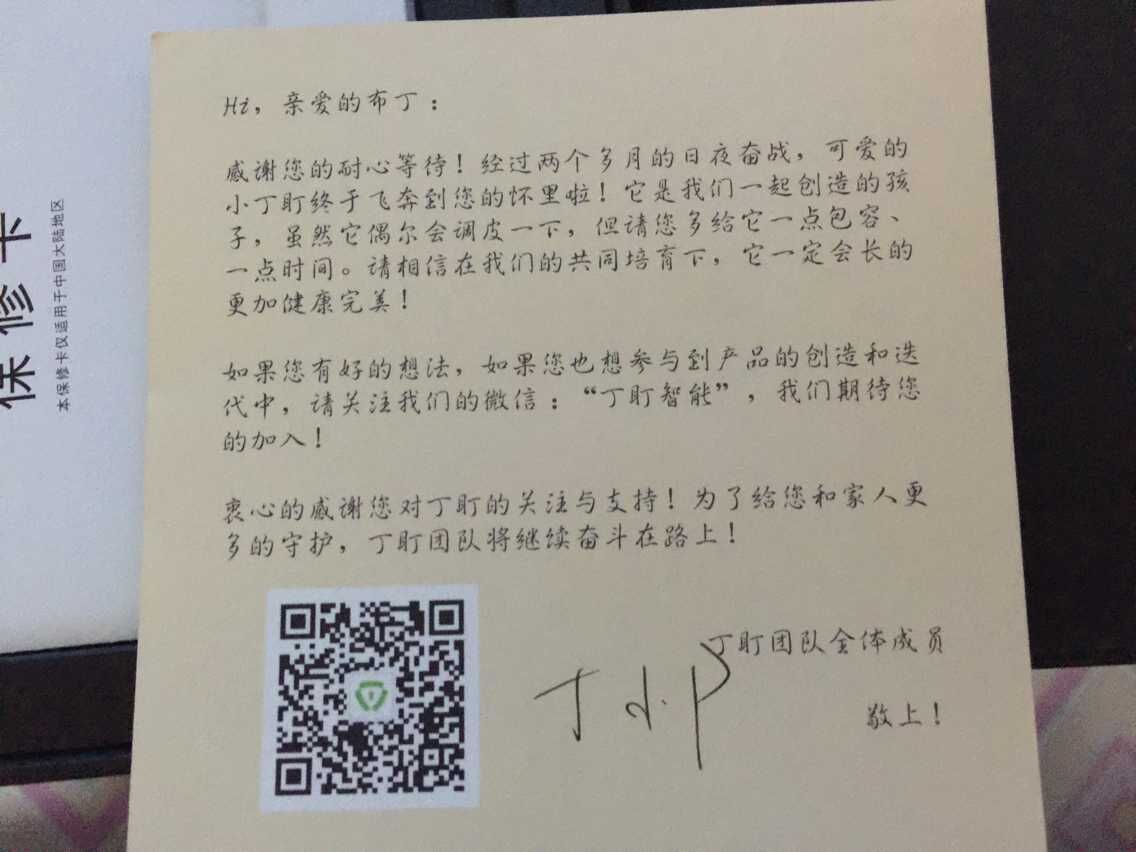 Hi，亲爱的布丁：
感谢您的耐心等待！经过两个多月的日夜奋战，可爱的
小丁盯终于飞奔到您的怀里啦！它是我们一起创造的孩
子，虽然它偶尔会调皮一下，但请您多给它一点包容、
一点时间。请相信在我们的共同培育下，它一定会长的
更加健康完美！
如果您有好的想法，如果您也想参与到产品的创造和迭
代中，请关注我们的微信：“丁盯智能”，我们期待您
的加入！
衷心的感谢您对丁盯的关注与支持！为了给您和家人更
多的守护，丁盯团队将继续奋斗在路上！
丁盯团队全体成员
敬上！
保修卡
本保修卡仅适用于中国大陆地区